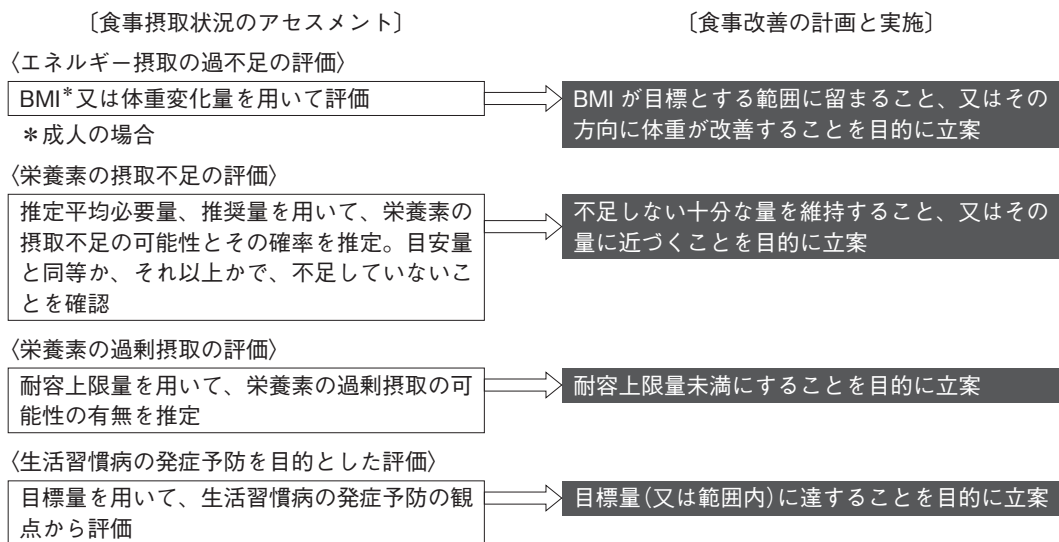 〔食事摂取状況のアセスメント〕
〔食事改善の計画と実施〕
〈エネルギー摂取の過不足の評価〉
BMI*又は体重変化量を用いて評価
＊成人の場合
BMI が目標とする範囲に留まること、又はその
方向に体重が改善することを目的に立案
〈栄養素の摂取不足の評価〉
推定平均必要量、推奨量を用いて、栄養素の
摂取不足の可能性とその確率を推定。目安量
と同等か、それ以上かで、不足していないこ
とを確認
不足しない十分な量を維持すること、又はその
量に近づくことを目的に立案
〈栄養素の過剰摂取の評価〉
耐容上限量を用いて、栄養素の過剰摂取の可
能性の有無を推定
耐容上限量未満にすることを目的に立案
〈生活習慣病の発症予防を目的とした評価〉
目標量を用いて、生活習慣病の発症予防の観
点から評価
目標量(又は範囲内)に達することを目的に立案